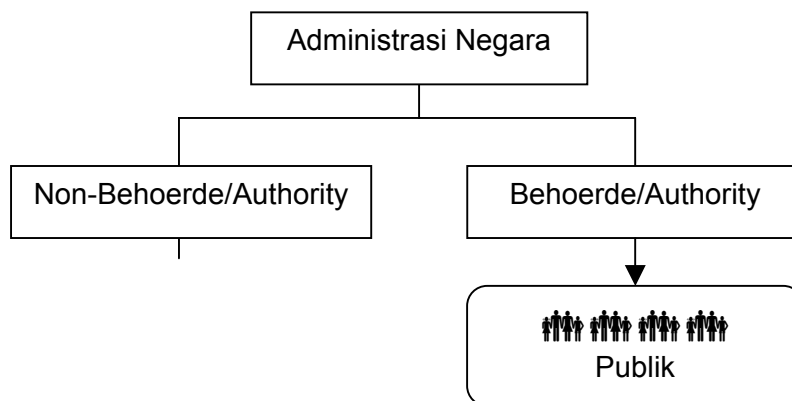 Administrasi Negara
Non-Behoerde/Authority
Behoerde/Authority
Publik